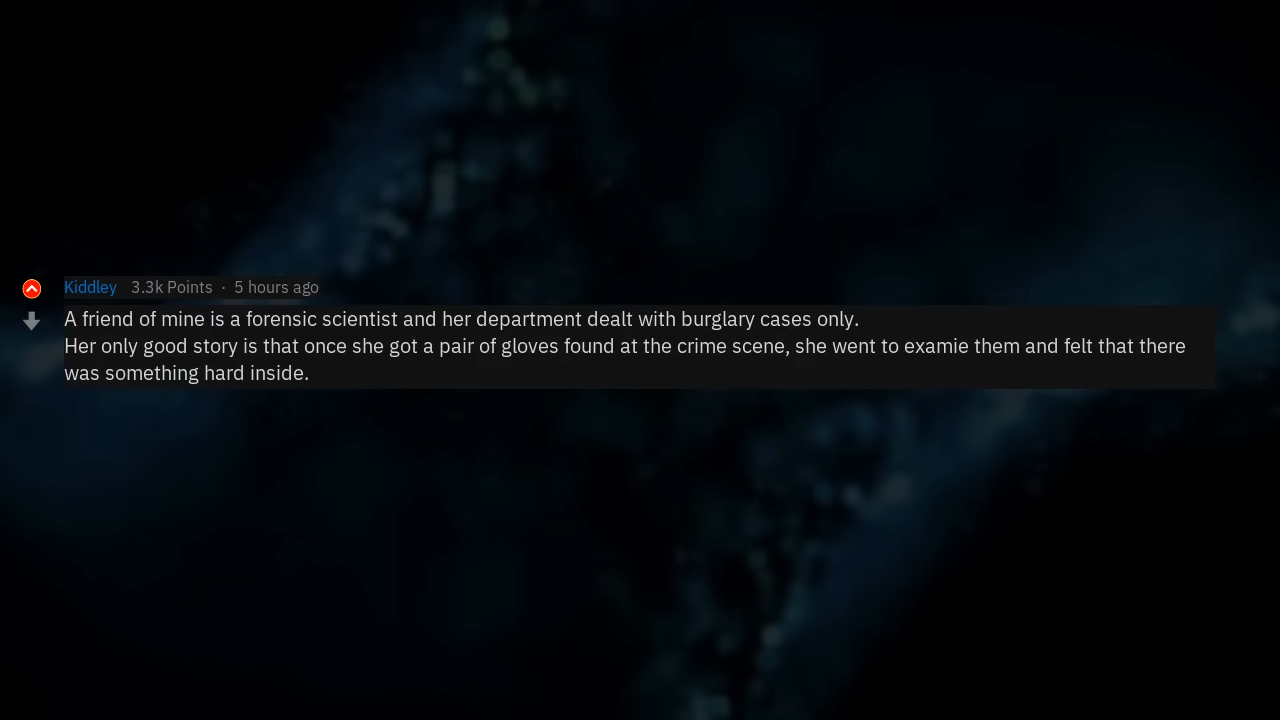 Kiddley 3.3k Points · 5 hours ago
A friend of mine is a forensic scientist and her department dealt with burglary cases only.
Her only good story is that once she got a pair of gloves found at the crime scene, she went to examie them and felt that there
was something hard inside.